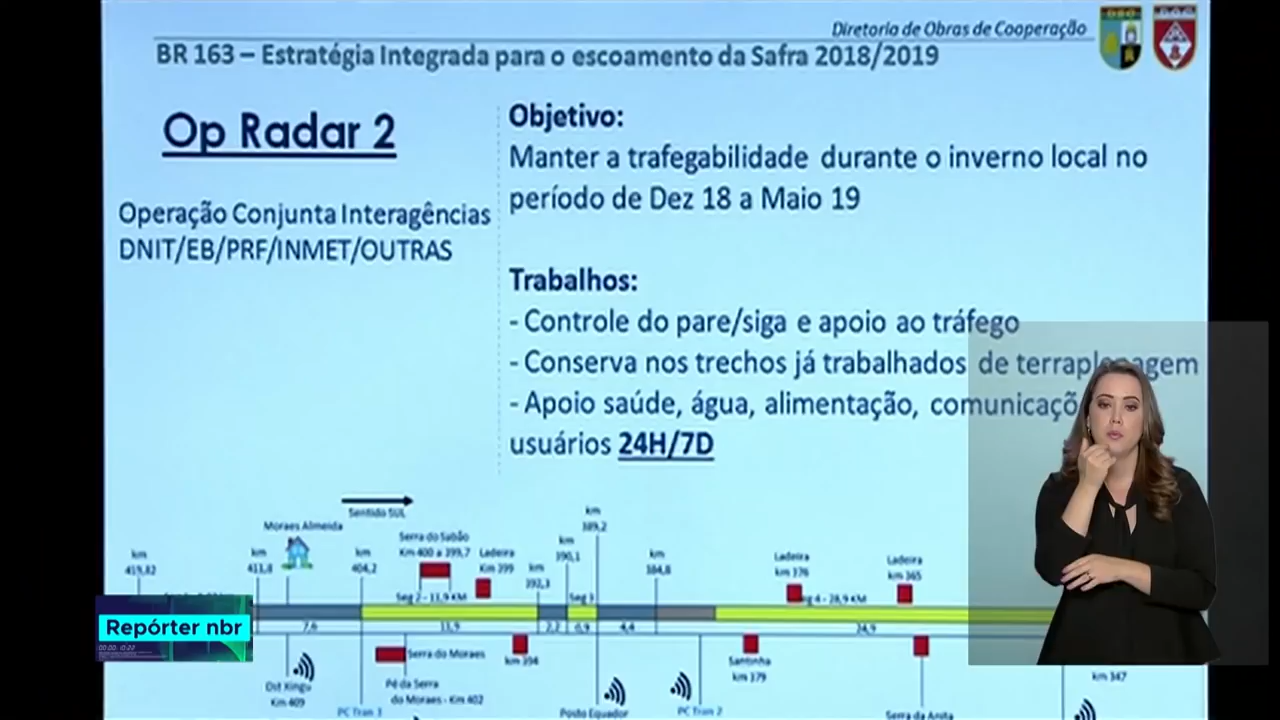 Diretoria de Obras de Cooperação
BR 163 – Estratégia Integrada para o escoamento da Safra 2018/2019
Op Radar 2
Operação Conjunta Interagências
DNIT/EB/PRF/INMET/OUTRAS
Objetivo:
Manter a trafegabilidade durante o inverno local no
período de Dez 18 a Maio 19
Trabalhos:
- Controle do pare/siga e apoio ao tráfego
- Conserva nos trechos já trabalhados de terraplenagem
- Apoio saúde, água, alimentação, comunicaçõ
usuários 24H/7D
Sentido SUL
Moraes Almeida
km
419,82
km
411,8
km
404,2
Serra do Sabão
Km 400 a 399,7
Ladeira
Km 399
km
392,3
km
390,1
km
389,2
km
384,8
Ladeira
km 376
Ladeira
km 365
Seg 2 - 11,9 KM
Seg 3
Seg 4 - 28,9 KM
7,6
11,9
2,2
0,9
4,4
24,9
Serra do Moraes
km 394
Santinha
km 379
km 347
Dst Xingu
Km 409
Pé da Serra
do Moraes - Km 402
PC Tran 1
Posto Equador
PC Tran 2
Serra da Anita
Repórter nbr